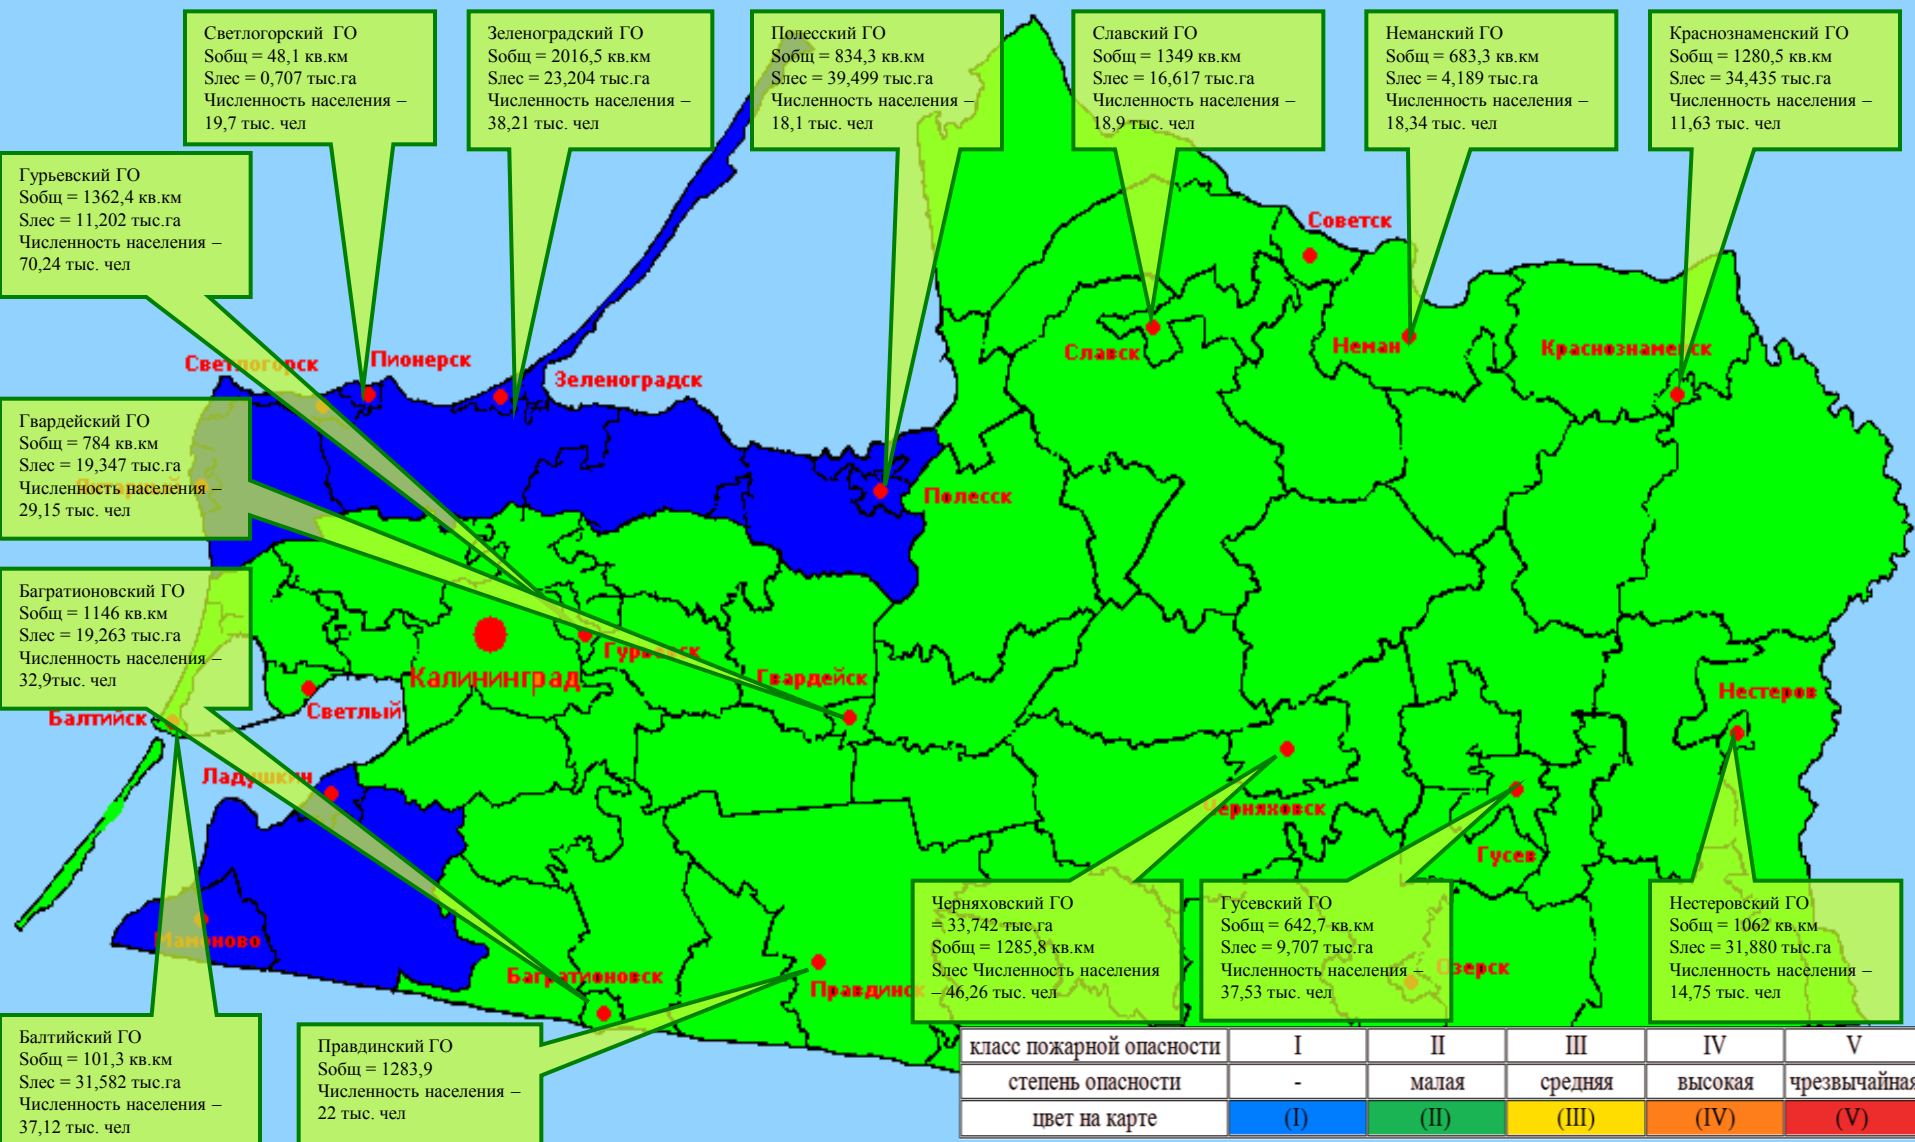 Светлогорский ГО
Sобщ = 48,1 кв.км
Sлес = 0,707 тыс.га
Численность населения –
19,7 тыс. чел
Зеленоградский ГО
Sобщ = 2016,5 кв.км
Sлес = 23,204 тыс.га
Численность населения –
38,21 тыс. чел
Полесский ГО
Sобщ = 834,3 кв.км
Sлес = 39,499 тыс.га
Численность населения –
18,1 тыс. чел
Славский ГО
Sобщ = 1349 кв.км
Sлес = 16,617 тыс.га
Численность населения –
18,9 тыс. чел
Неманский ГО
Sобщ = 683,3 кв.км
Sлес = 4,189 тыс.га
Численность населения –
18,34 тыс. чел
Краснознаменский ГО
Sобщ = 1280,5 кв.км
Sлес = 34,435 тыс.га
Численность населения –
11,63 тыс. чел
Гурьевский ГО
Sобщ = 1362,4 кв.км
Sлес = 11,202 тыс.га
Численность населения –
70,24 тыс. чел
Советск
Славск
Неман
Краснознаменск
Светлогорск
Пионерск
Зеленоградск
Гвардейский ГО
Sобщ = 784 кв.км
Sлес = 19,347 тыс.га
Численность населения –
29,15 тыс. чел
Полесск
Багратионовский ГО
Sобщ = 1146 кв.км
Sлес = 19,263 тыс.га
Численность населения –
32,9тыс. чел
Калининград
Гурьевск
Гвардейск
Нестеров
Балтийск
Светлый
Ладушкин
Черняховск
Гусев
Мамоново
Багратионовск
Правдинск
Озерск
Черняховский ГО
= 33,742 тыс.га
Sобщ = 1285,8 кв.км
Sлес Численность населения
– 46,26 тыс. чел
Гусевский ГО
Sобщ = 642,7 кв.км
Sлес = 9,707 тыс.га
Численность населения –
37,53 тыс. чел
Нестеровский ГО
Sобщ = 1062 кв.км
Sлес = 31,880 тыс.га
Численность населения –
14,75 тыс. чел
Балтийский ГО
Sобщ = 101,3 кв.км
Sлес = 31,582 тыс.га
Численность населения –
37,12 тыс. чел
Правдинский ГО
Sобщ = 1283,9
Численность населения –
22 тыс. чел
класс пожарной опасности I II III IV V
степень опасности - малая средняя высокая чрезвычайная
цвет на карте (I) (II) (III) (IV) (V)